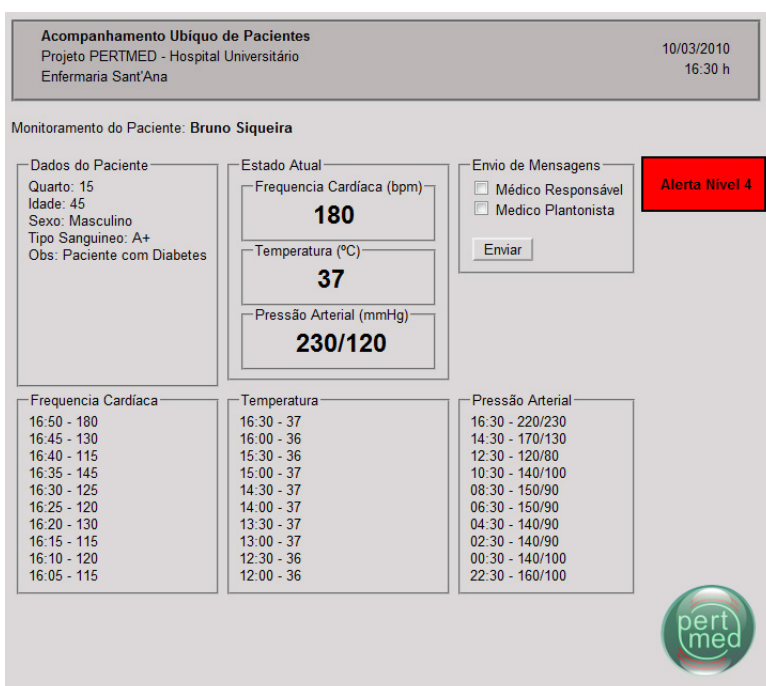 Acompanhamento Ubíquo de Pacientes
Projeto PERTMED - Hospital Universitário
Enfermaria Sant'Ana
10/03/2010
16:30 h
Monitoramento do Paciente: Bruno Siqueira
Dados do Paciente
Quarto: 15
Idade: 45
Sexo: Masculino
Tipo Sanguineo: A+
Obs: Paciente com Diabetes
Estado Atual
Frequencia Cardíaca (bpm)
180
Temperatura (ºC)
37
Pressão Arterial (mmHg)
230/120
Envio de Mensagens
Médico Responsável
Medico Plantonista
Enviar
Alerta Nível 4
Frequencia Cardíaca
16:50 - 180
16:45 - 130
16:40 - 115
16:35 - 145
16:30 - 125
16:25 - 120
16:20 - 130
16:15 - 115
16:10 - 120
16:05 - 115
Temperatura
16:30 - 37
16:00 - 36
15:30 - 36
15:00 - 37
14:30 - 37
14:00 - 37
13:30 - 37
13:00 - 37
12:30 - 36
12:00 - 36
Pressão Arterial
16:30 - 220/230
14:30 - 170/130
12:30 - 120/80
10:30 - 140/100
08:30 - 150/90
06:30 - 150/90
04:30 - 140/90
02:30 - 140/90
00:30 - 140/100
22:30 - 160/100
pert
med